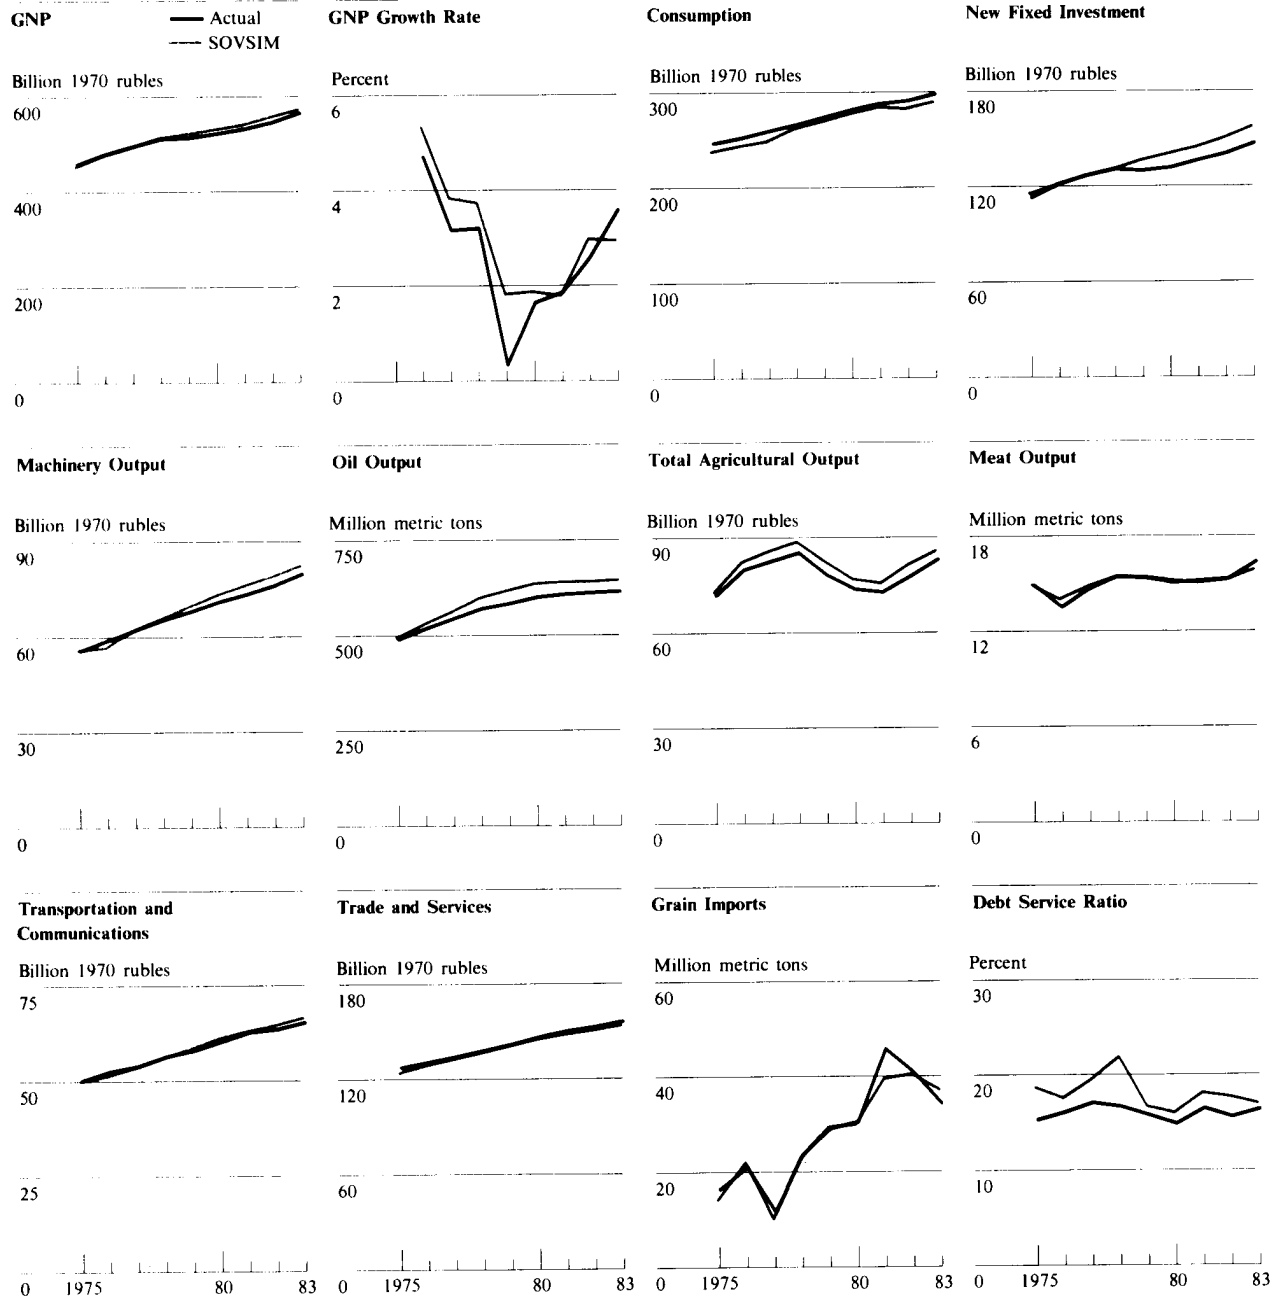 GNP
Actual
SOVSIM
Billion 1970 rubles
600
400
200
0
GNP Growth Rate
Percent
6
4
2
0
Consumption
Billion 1970 rubles
300
200
100
0
New Fixed Investment
Billion 1970 rubles
180
120
60
0
Machinery Output
Billion 1970 rubles
90
60
30
0
Oil Output
Million metric tons
750
500
250
0
Total Agricultural Output
Billion 1970 rubles
90
60
30
0
Meat Output
Million metric tons
18
12
6
0
Transportation and
Communications
Billion 1970 rubles
75
50
25
0 1975 80 83
Trade and Services
Billion 1970 rubles
180
120
60
0 1975 80 83
Grain Imports
Million metric tons
60
40
20
0 1975 80 83
Debt Service Ratio
Percent
30
20
10
0 1975 80 83